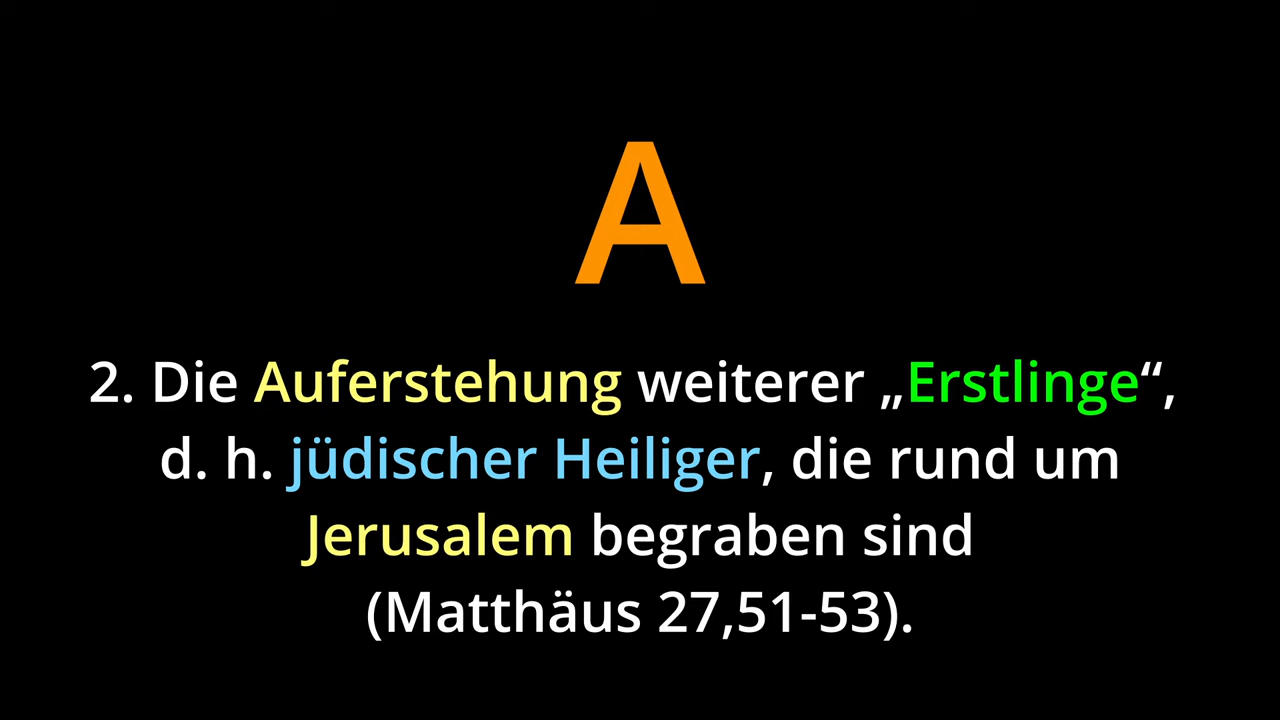 A
2. Die Auferstehung weiterer „Erstlinge“,
d. h. jüdischer Heiliger, die rund um
Jerusalem begraben sind
(Matthäus 27,51-53).